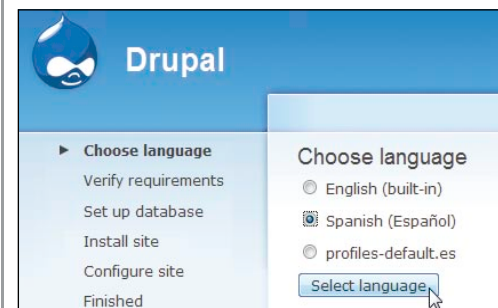 Drupal
Choose language
Verify requirements
Set up database
Install site
Configure site
Finished
Choose language
English (built-in)
Spanish (Español)
profiles-default.es
Select language